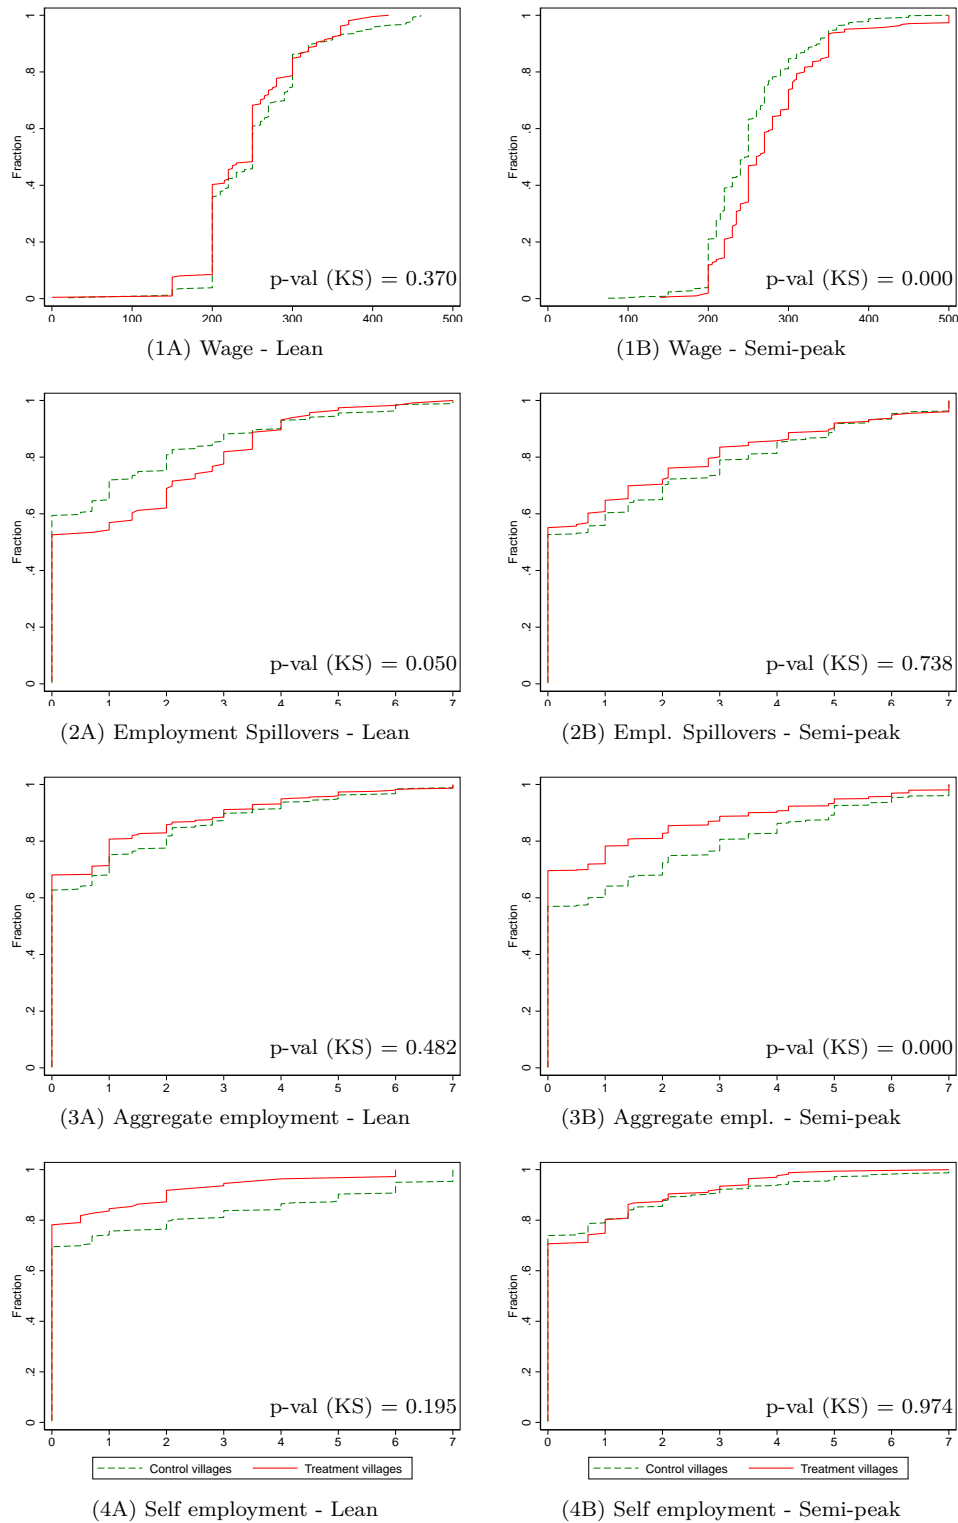 Fraction
0 .2 .4 .6 .8 1
p-val (KS) = 0.370
0 100 200 300 400 500
(1A) Wage - Lean
Fraction
0 .2 .4 .6 .8 1
p-val (KS) = 0.000
0 100 200 300 400 500
(1B) Wage - Semi-peak
Fraction
0 .2 .4 .6 .8 1
p-val (KS) = 0.050
0 1 2 3 4 5 6 7
(2A) Employment Spillovers - Lean
Fraction
0 .2 .4 .6 .8 1
p-val (KS) = 0.738
0 1 2 3 4 5 6 7
(2B) Empl. Spillovers - Semi-peak
Fraction
0 .2 .4 .6 .8 1
p-val (KS) = 0.482
0 1 2 3 4 5 6 7
(3A) Aggregate employment - Lean
Fraction
0 .2 .4 .6 .8 1
p-val (KS) = 0.000
0 1 2 3 4 5 6 7
(3B) Aggregate empl. - Semi-peak
Fraction
0 .2 .4 .6 .8 1
p-val (KS) = 0.195
0 1 2 3 4 5 6 7
Control villages Treatment villages
(4A) Self employment - Lean
Fraction
0 .2 .4 .6 .8 1
p-val (KS) = 0.974
0 1 2 3 4 5 6 7
Control villages Treatment villages
(4B) Self employment - Semi-peak